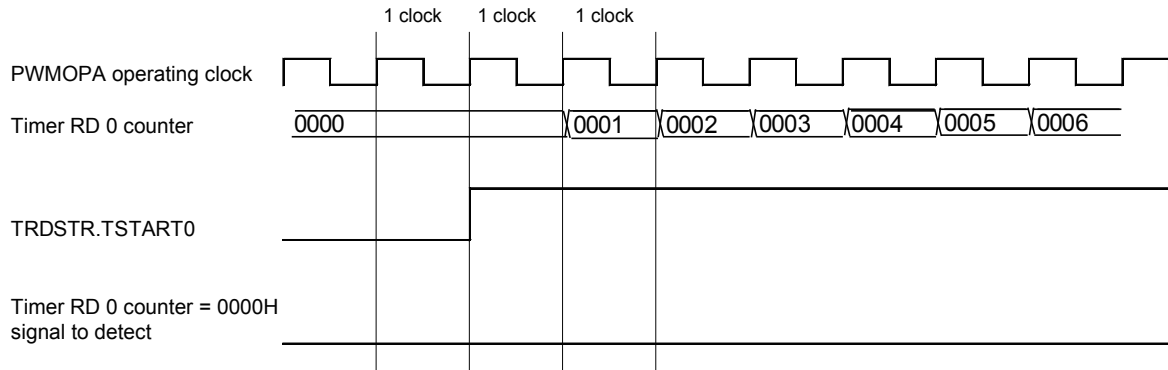 1 clock 1 clock 1 clock
PWMOPA operating clock
Timer RD 0 counter 0000 0001 0002 0003 0004 0005 0006
TRDSTR.TSTART0
Timer RD 0 counter = 0000H
signal to detect